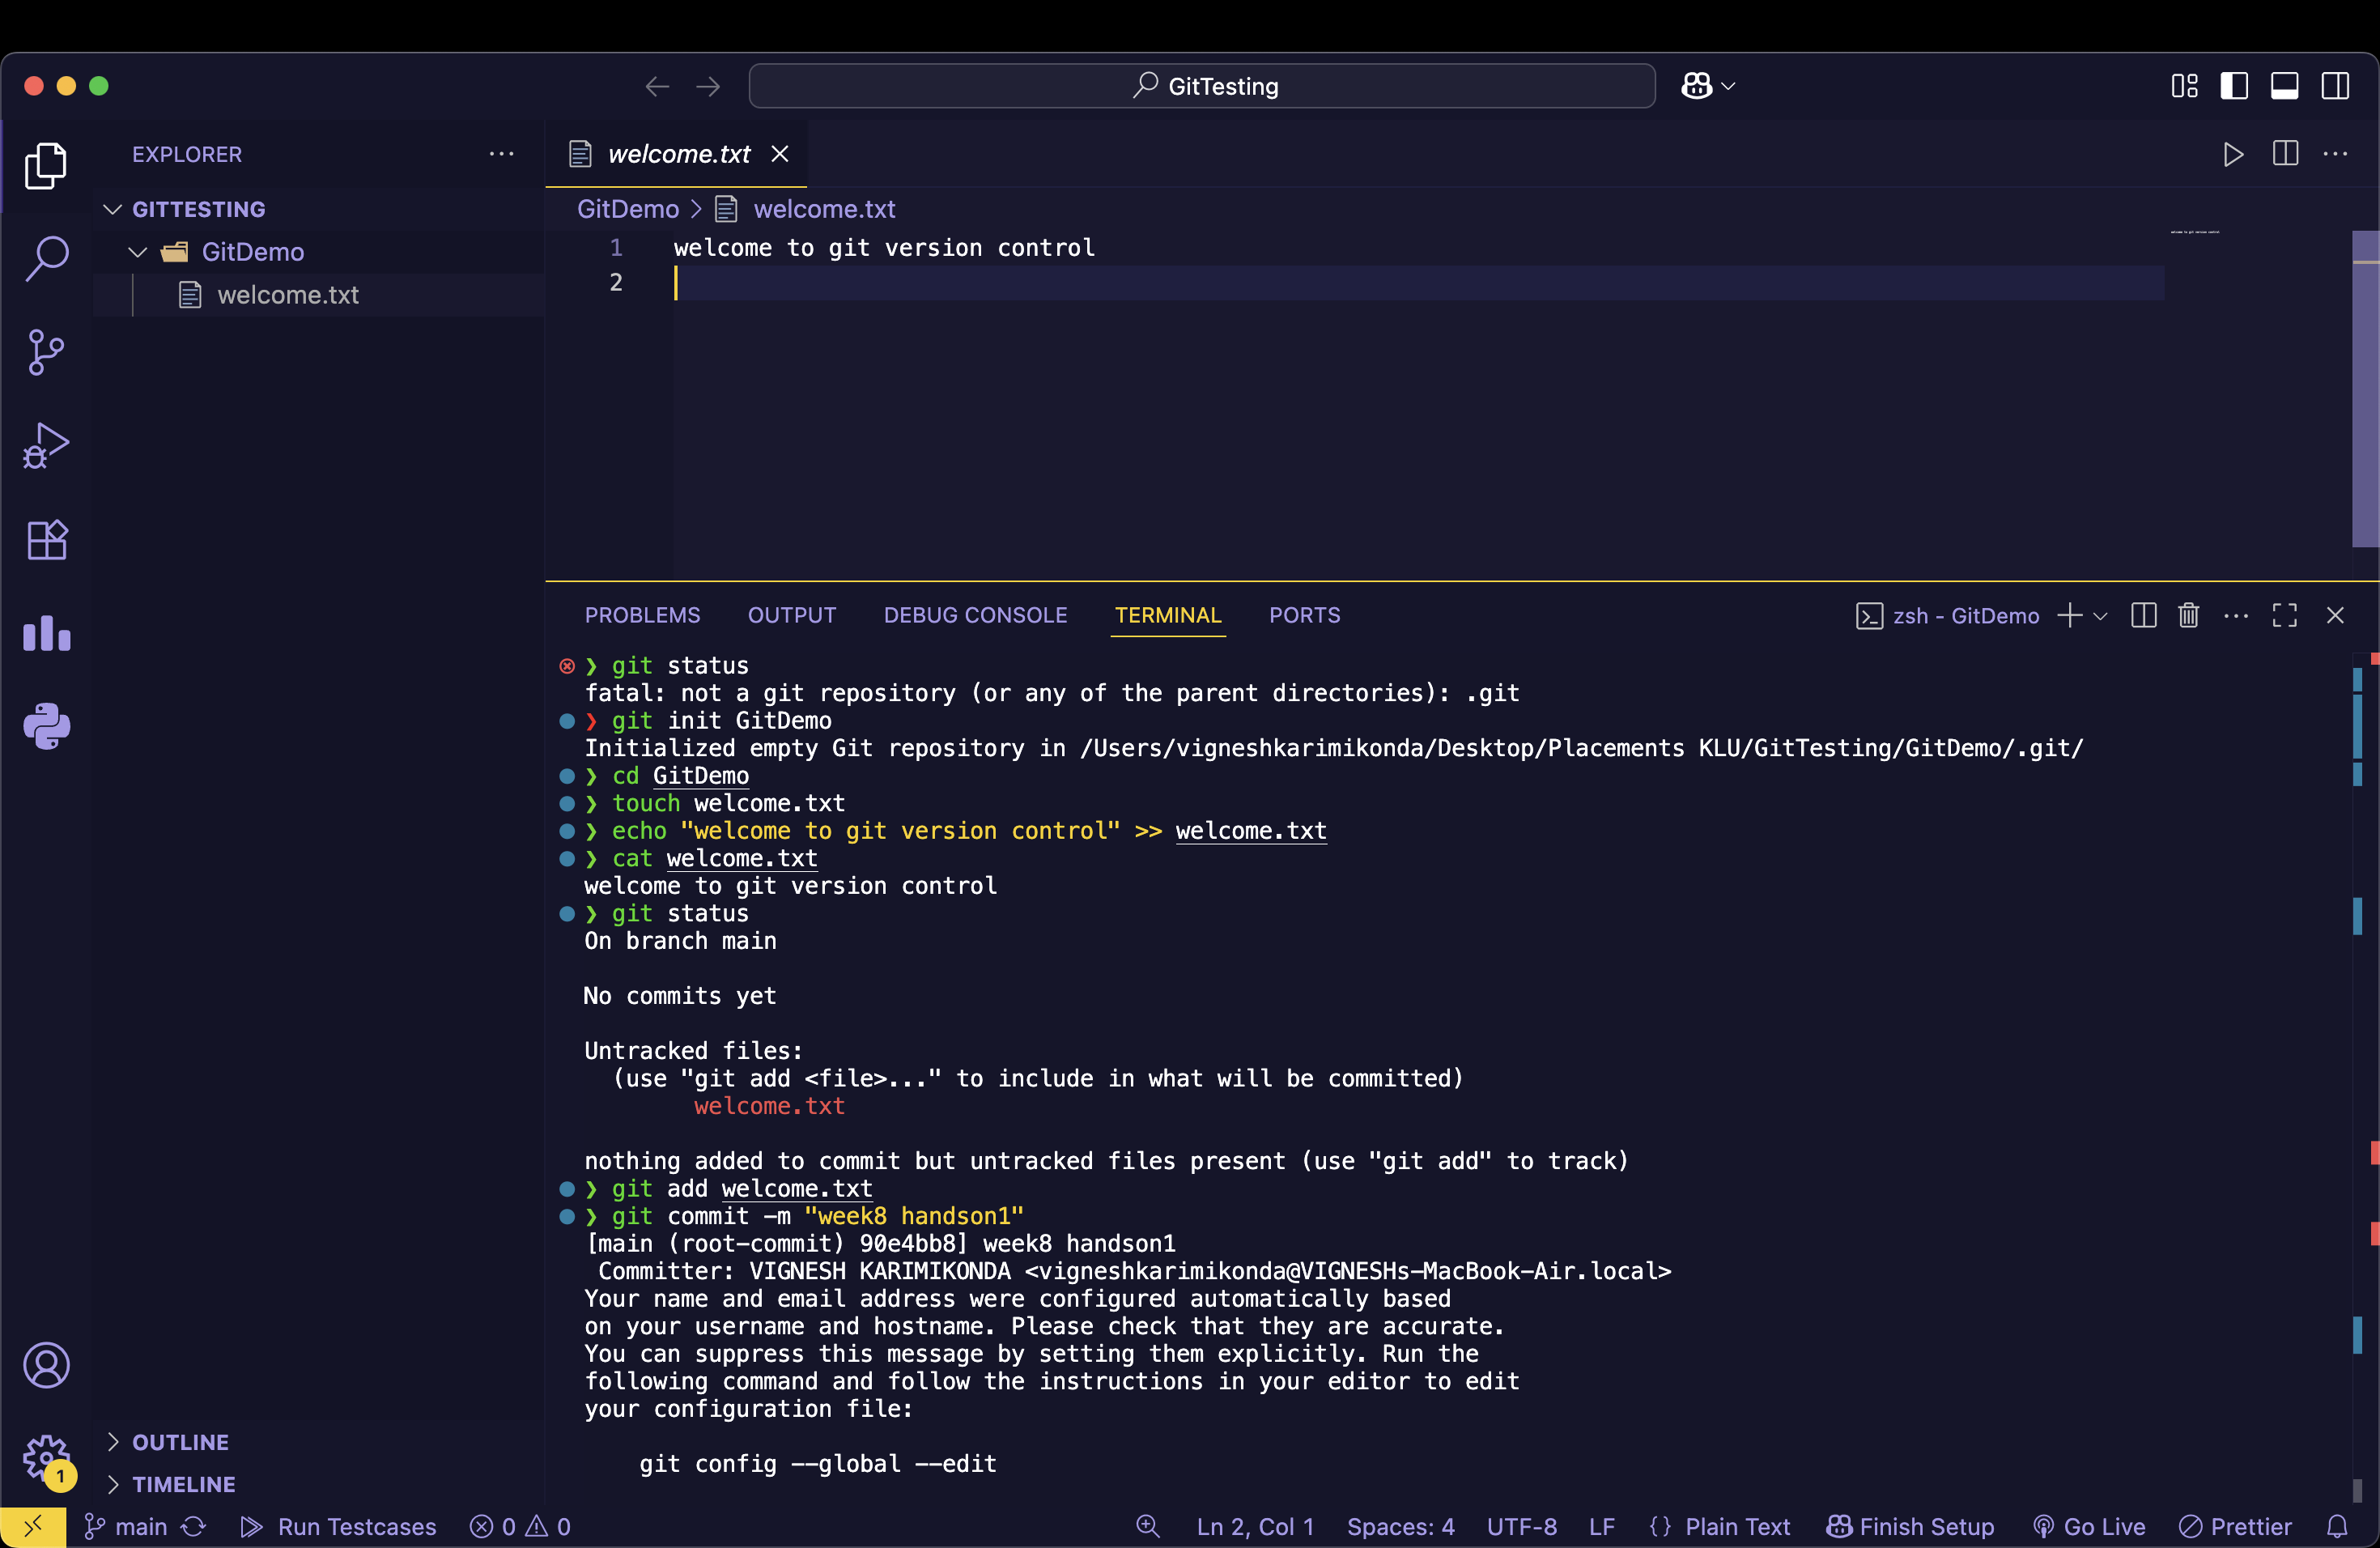 GitTesting
EXPLORER
GITTESTING
GitDemo
welcome.txt
welcome.txt
GitDemo > welcome.txt
1 welcome to git version control
2
PROBLEMS OUTPUT DEBUG CONSOLE TERMINAL PORTS
zsh - GitDemo
❯ git status
fatal: not a git repository (or any of the parent directories): .git
❯ git init GitDemo
Initialized empty Git repository in /Users/vigneshkarimikonda/Desktop/Placements KLU/GitTesting/GitDemo/.git/
❯ cd GitDemo
❯ touch welcome.txt
❯ echo "welcome to git version control" >> welcome.txt
❯ cat welcome.txt
welcome to git version control
❯ git status
On branch main
No commits yet
Untracked files:
(use "git add <file>..." to include in what will be committed)
welcome.txt
nothing added to commit but untracked files present (use "git add" to track)
❯ git add welcome.txt
❯ git commit -m "week8 handson1"
[main (root-commit) 90e4bb8] week8 handson1
Committer: VIGNESH KARIMIKONDA <vigneshkarimikonda@VIGNESHs-MacBook-Air.local>
Your name and email address were configured automatically based
on your username and hostname. Please check that they are accurate.
You can suppress this message by setting them explicitly. Run the
following command and follow the instructions in your editor to edit
your configuration file:
git config --global --edit
OUTLINE
TIMELINE
1
main Run Testcases 0 0 Ln 2, Col 1 Spaces: 4 UTF-8 LF {} Plain Text Finish Setup Go Live Prettier